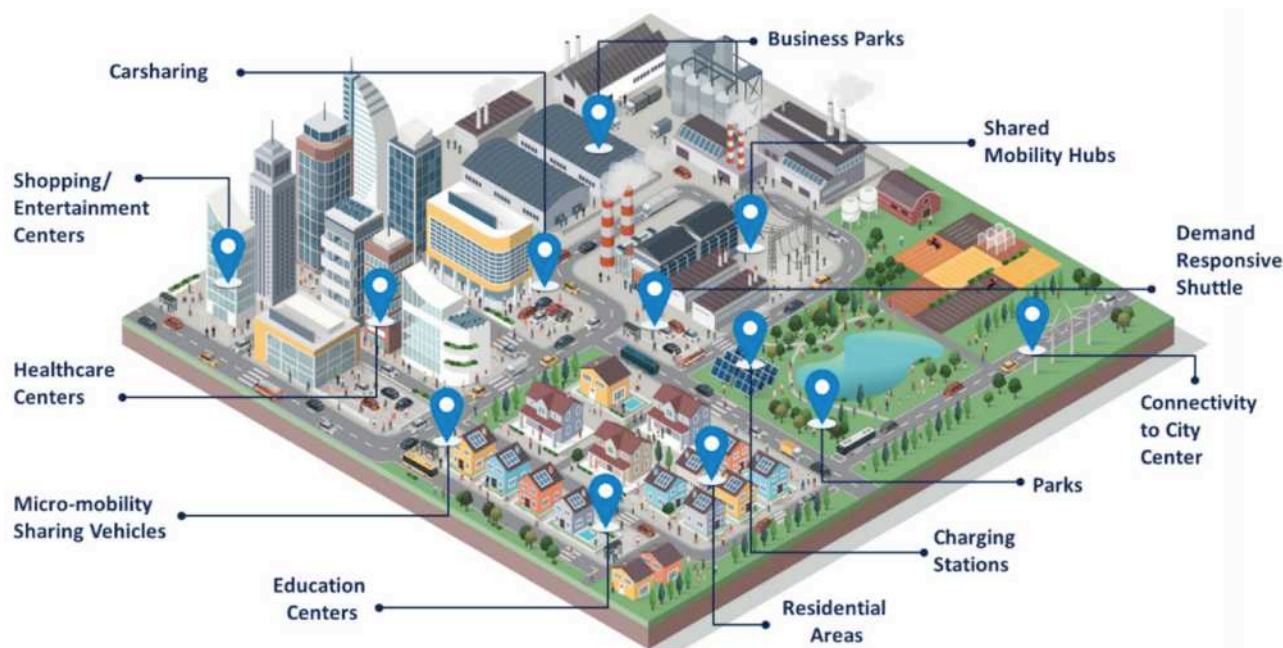 Business Parks
Carsharing
Shared
Mobility Hubs
Shopping/
Entertainment
Centers
Demand
Responsive
Shuttle
Healthcare
Centers
Connectivity
to City
Center
Parks
Micro-mobility
Sharing Vehicles
Charging
Stations
Education
Centers
Residential
Areas